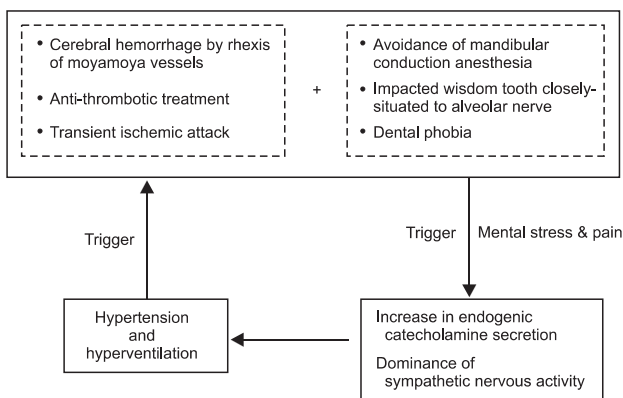 • Cerebral hemorrhage by rhexis
of moyamoya vessels
• Anti-thrombotic treatment
• Transient ischemic attack
+
• Avoidance of mandibular
conduction anesthesia
• Impacted wisdom tooth closely-
situated to alveolar nerve
• Dental phobia
Trigger
Trigger
Mental stress & pain
Hypertension
and
hyperventilation
Increase in endogenic
catecholamine secretion
Dominance of
sympathetic nervous activity